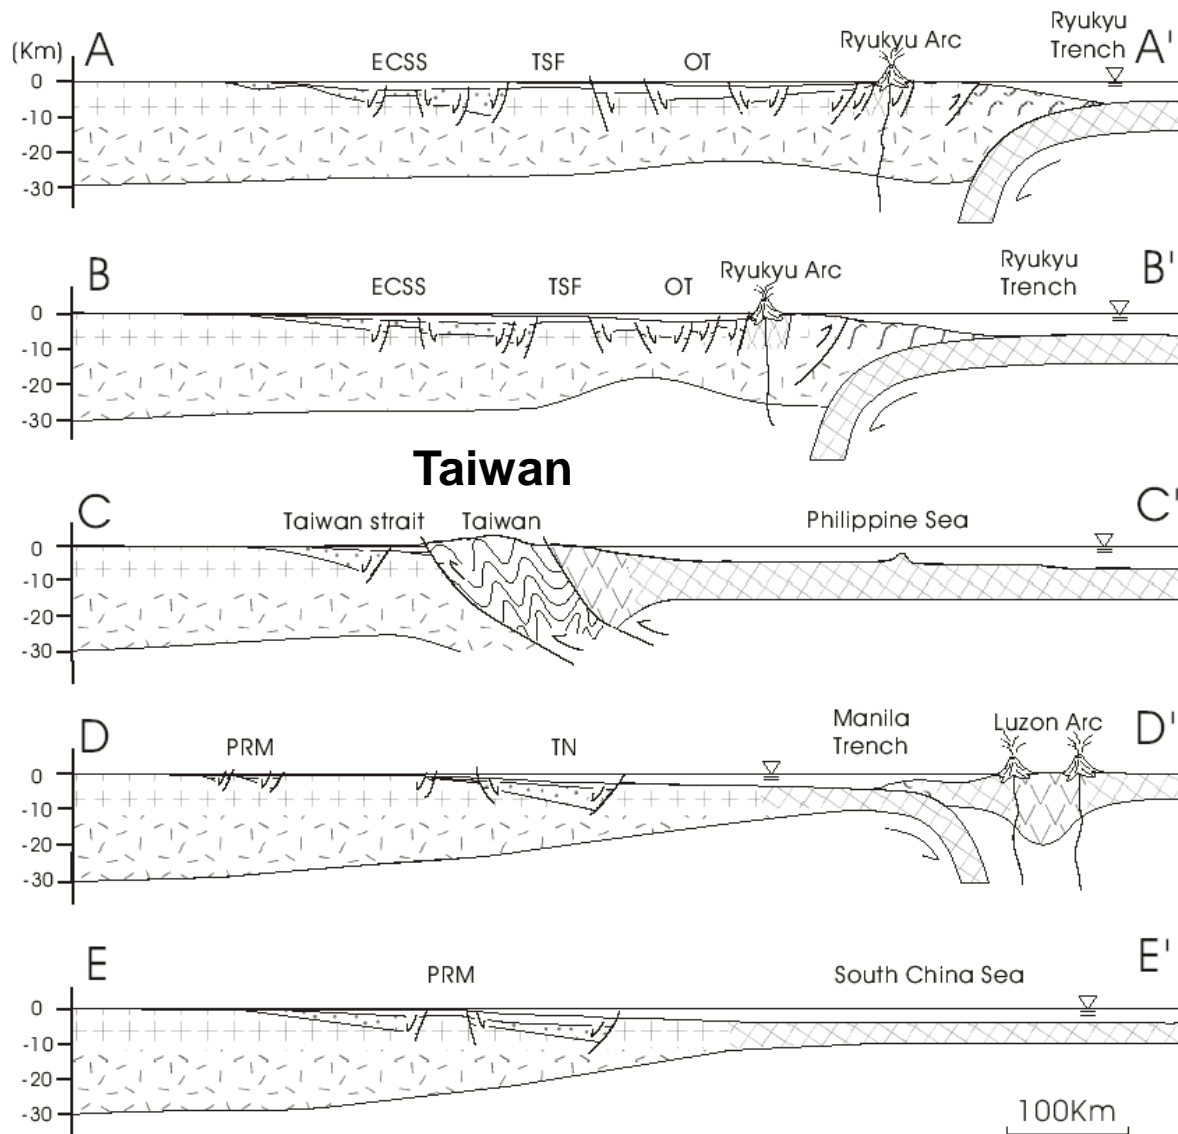 Ryukyu
Trench
Ryukyu Arc
(Km)
A
ECSS
TSF
OT
A'
0
-10
-20
-30
B
ECSS
TSF
OT
Ryukyu Arc
Ryukyu
Trench
B'
0
-10
-20
-30
Taiwan
C
Taiwan strait
Taiwan
Philippine Sea
C'
0
-10
-20
-30
D
PRM
TN
Manila
Trench
Luzon Arc
D'
0
-10
-20
-30
E
PRM
South China Sea
E'
0
-10
-20
-30
100Km